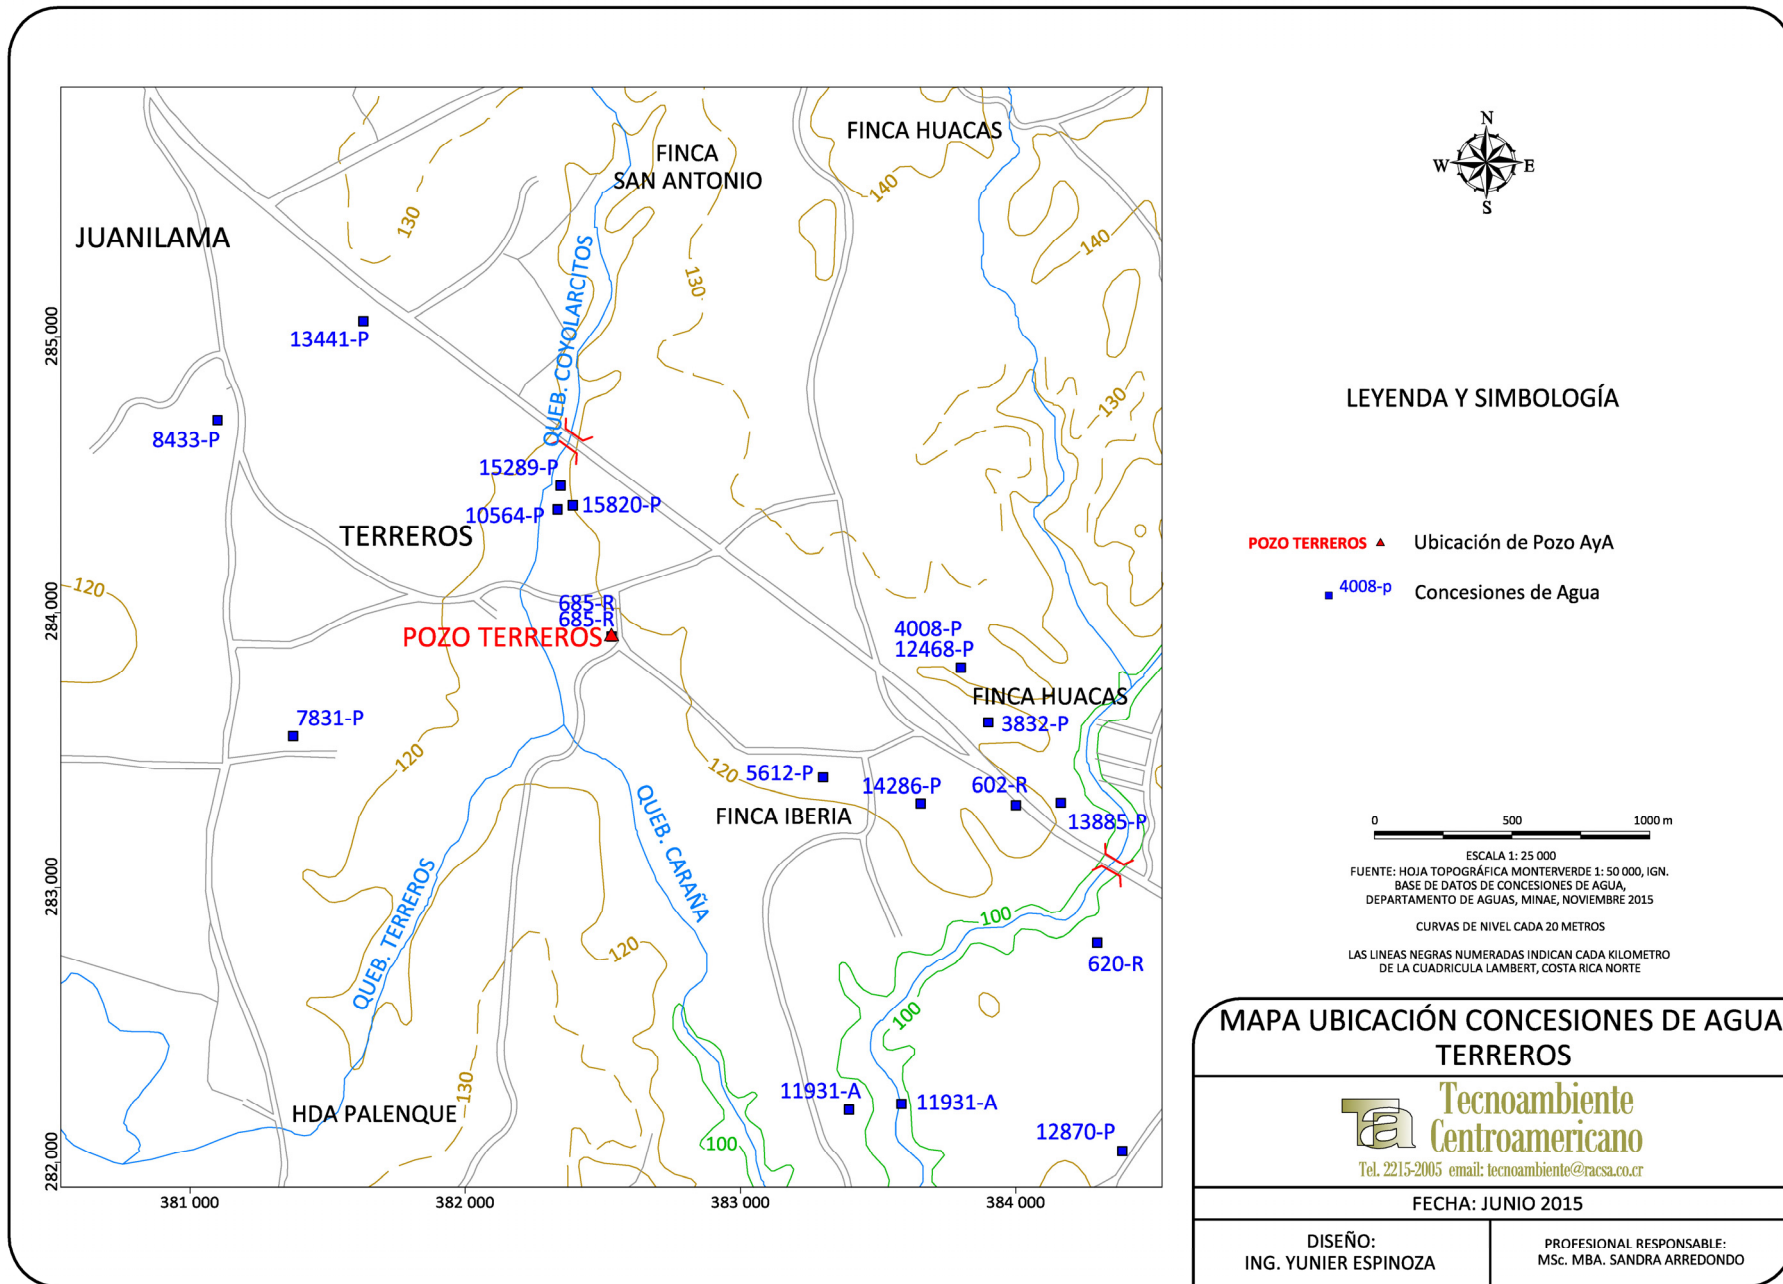 FINCA HUACAS
FINCA
SAN ANTONIO
140
130
JUANILAMA
140
130
QUEB. COYOLARCITOS
285 000
13441-P
130
8433-P
15289-P
15820-P
10564-P
TERREROS
120
284 000
685-R
685-R
POZO TERREROS
4008-P
12468-P
FINCA HUACAS
7831-P
3832-P
120
120
5612-P
14286-P
602-R
FINCA IBERIA
13885-P
QUEB. TERREROS
QUEB. CARAÑA
283 000
100
120
620-R
100
130
11931-A
11931-A
HDA PALENQUE
12870-P
100
282 000
381 000
382 000
383 000
384 000
N
W
E
S
LEYENDA Y SIMBOLOGÍA
POZO TERREROS Ubicación de Pozo AyA
4008-p Concesiones de Agua
0 500 1000 m
ESCALA 1: 25 000
FUENTE: HOJA TOPOGRÁFICA MONTERVERDE 1: 50 000, IGN.
BASE DE DATOS DE CONCESIONES DE AGUA,
DEPARTAMENTO DE AGUAS, MINAE, NOVIEMBRE 2015
CURVAS DE NIVEL CADA 20 METROS
LAS LINEAS NEGRAS NUMERADAS INDICAN CADA KILOMETRO
DE LA CUADRICULA LAMBERT, COSTA RICA NORTE
MAPA UBICACIÓN CONCESIONES DE AGUA
TERREROS
Ta
Tecnoambiente
Centroamericano
Tel. 2215-2005 email: tecnoambiente@racsa.co.cr
FECHA: JUNIO 2015
DISEÑO:
ING. YUNIER ESPINOZA
PROFESIONAL RESPONSABLE:
MSc. MBA. SANDRA ARREDONDO